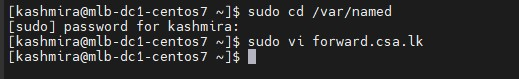 [kashmira@mlb-dc1-centos7 ~]$ sudo cd /var/named
[sudo] password for kashmira:
[kashmira@mlb-dc1-centos7 ~]$ sudo vi forward.csa.lk
[kashmira@mlb-dc1-centos7 ~]$